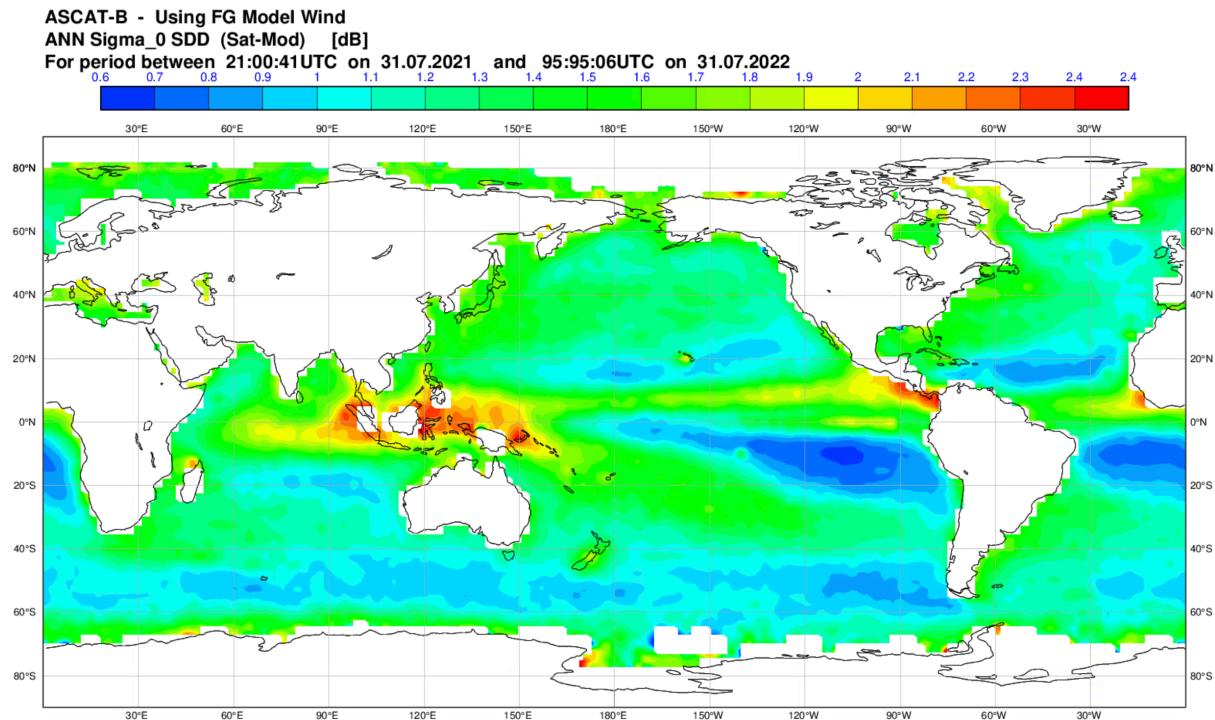 ASCAT-B - Using FG Model Wind
ANN Sigma_0 SDD (Sat-Mod) [dB]
For period between 21:00:41UTC on 31.07.2021 and 95:95:06UTC on 31.07.2022
0.6 0.7 0.8 0.9 1 1.1 1.2 1.3 1.4 1.5 1.6 1.7 1.8 1.9 2 2.1 2.2 2.3 2.4
30°E 60°E 90°E 120°E 150°E 180°E 150°W 120°W 90°W 60°W 30°W
80°N 80°N
60°N 60°N
40°N 40°N
20°N 20°N
0°N 0°N
20°S 20°S
40°S 40°S
60°S 60°S
80°S 80°S
30°E 60°E 90°E 120°E 150°E 180°E 150°W 120°W 90°W 60°W 30°W